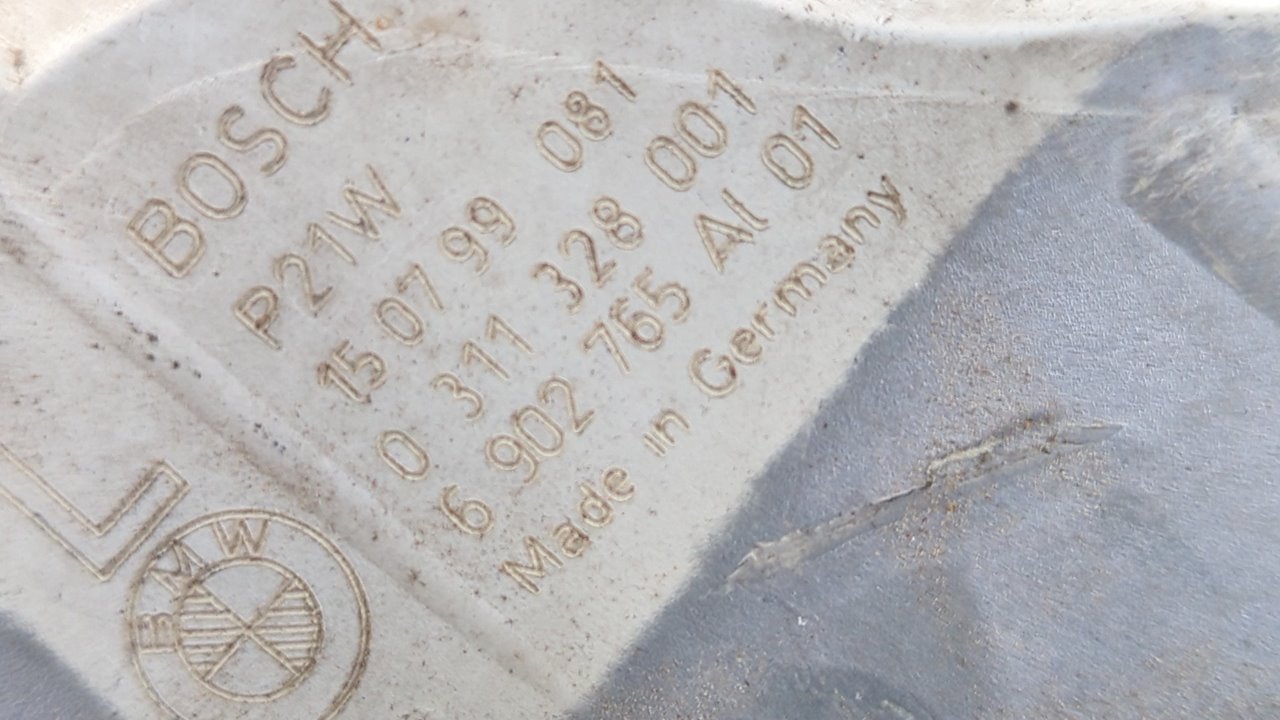 BOSCH
P21W
15 07 99 081
0 311 328 001
6 902 765 AI 01
Made in Germany
L
BMW